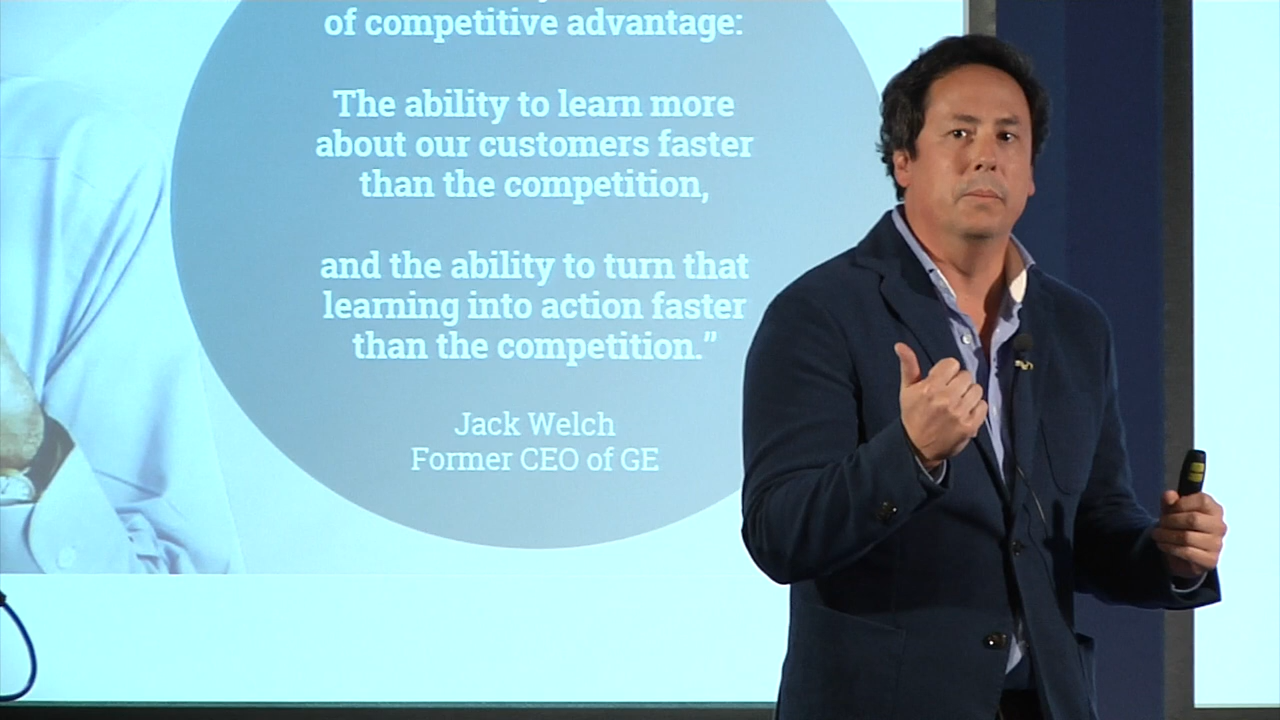 of competitive advantage:
The ability to learn more
about our customers faster
than the competition,
and the ability to turn that
learning into action faster
than the competition.”
Jack Welch
Former CEO of GE